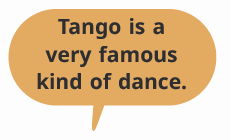 Tango is a
very famous
kind of dance.